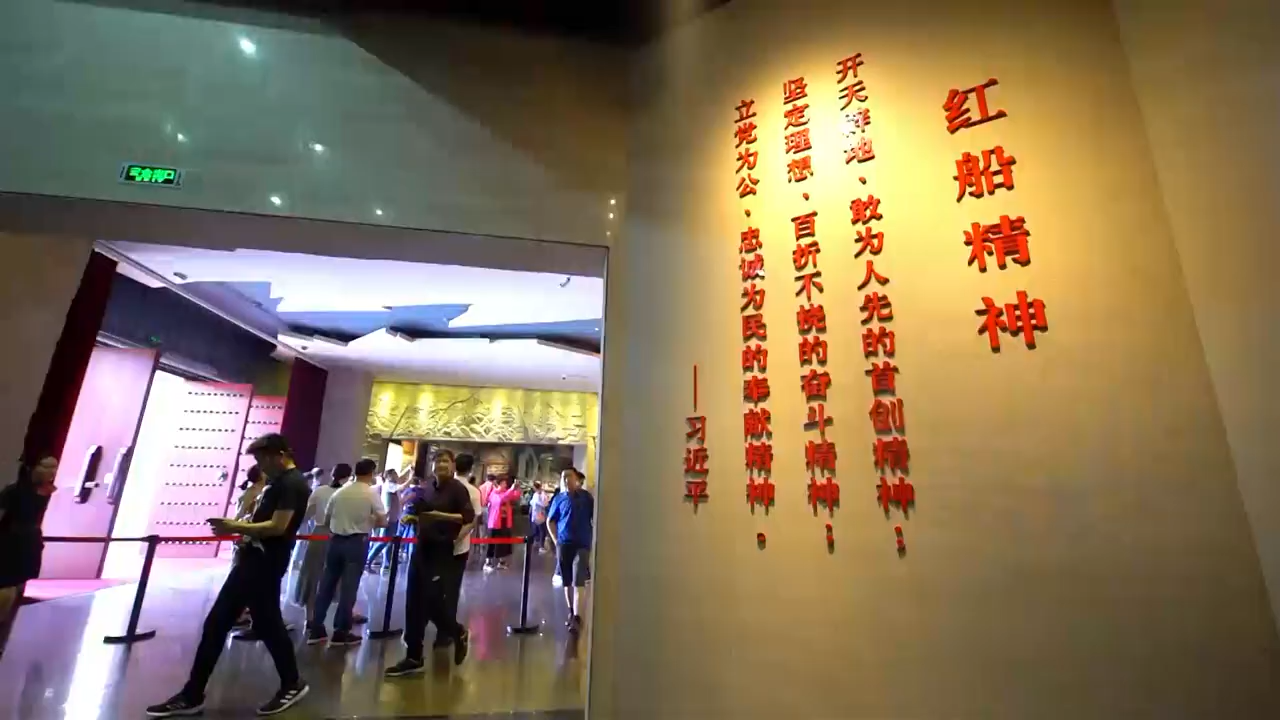 红船精神
开天辟地、敢为人先的首创精神；
坚定理想、百折不挠的奋斗精神；
立党为公、忠诚为民的奉献精神。
——习近平